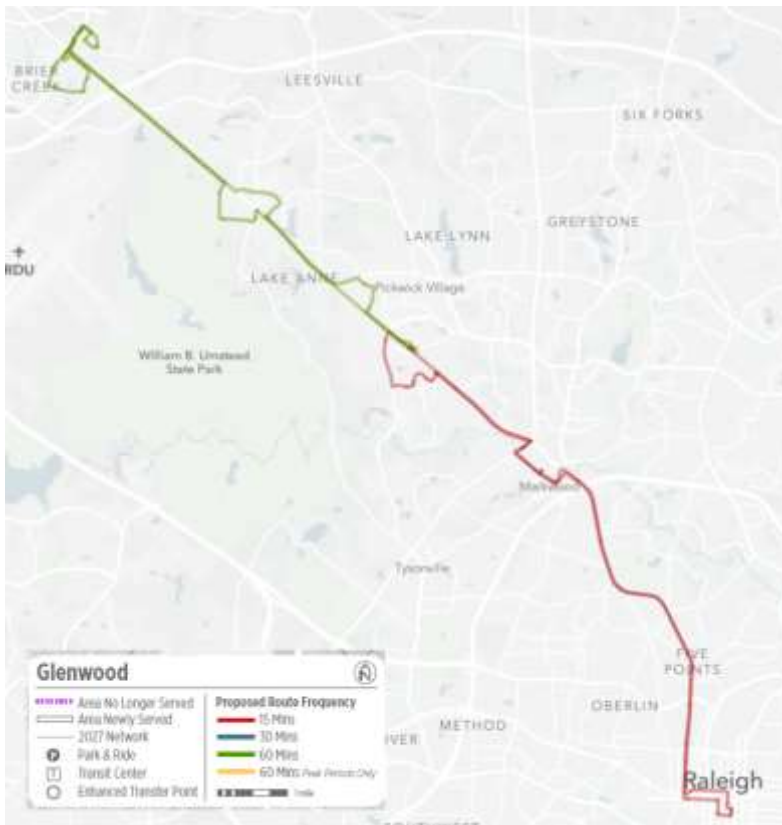 BRIER
CREEK
LEESVILLE
SIX FORKS
GREYSTONE
LAKE LYNN
LAKE ANNE
Pickwick Village
RDU
William B. Umstead
State Park
Tysonville
FIVE
POINTS
OBERLIN
METHOD
Raleigh
Glenwood
N
Area No Longer Served
Area Newly Served
2027 Network
P Park & Ride
T Transit Center
Enhanced Transfer Point
Proposed Route Frequency
15 Mins
30 Mins
60 Mins
60 Mins Peak Periods Only
1 mile